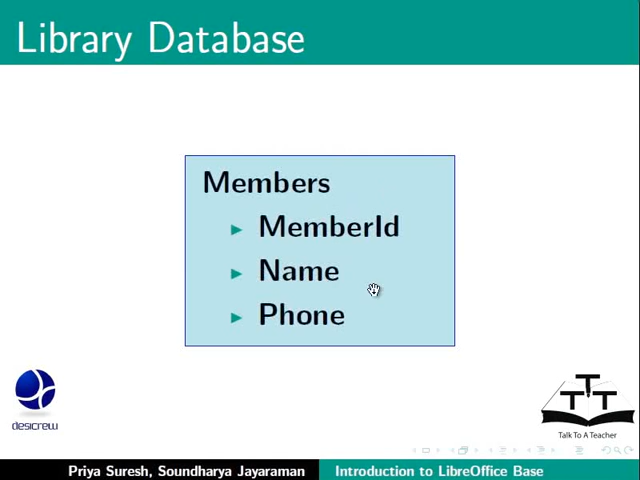 Library Database
Members
MemberId
Name
Phone
desicrew
T
T T
Talk To A Teacher
Priya Suresh, Soundharya Jayaraman
Introduction to LibreOffice Base